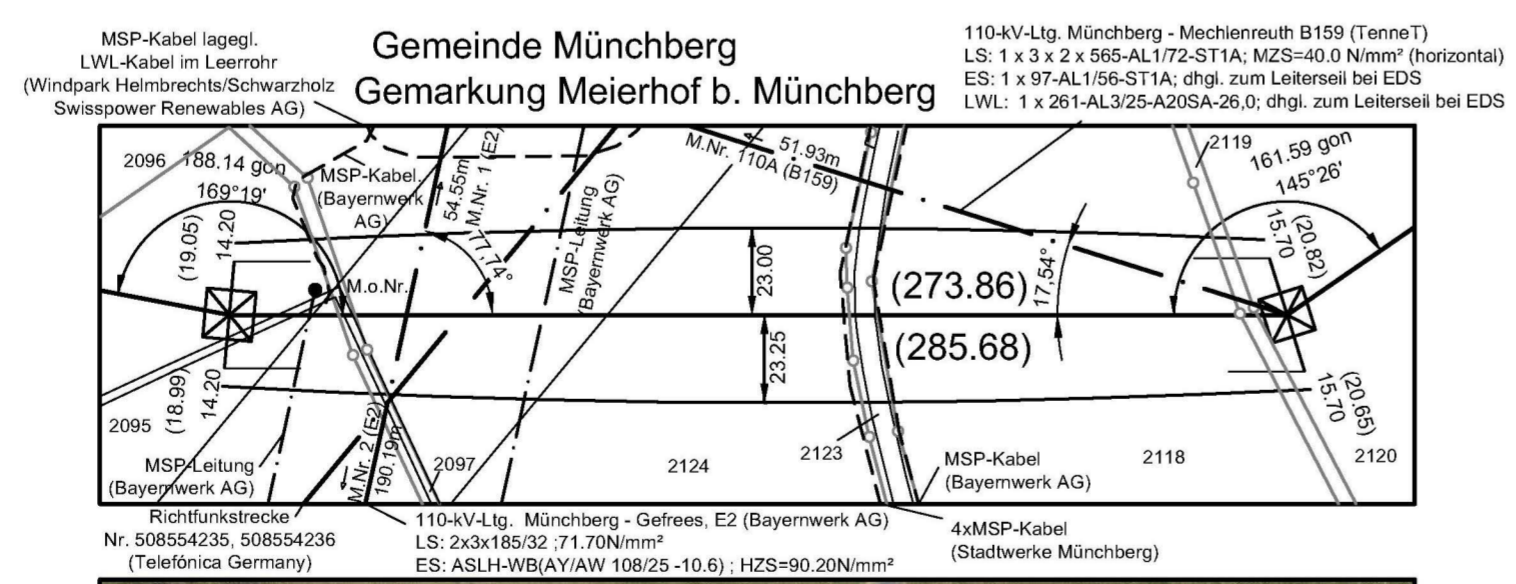 MSP-Kabel lagegl.
LWL-Kabel im Leerrohr
(Windpark Helmbrechts/Schwarzholz
Swisspower Renewables AG)
Gemeinde Münchberg
Gemarkung Meierhof b. Münchberg
110-kV-Ltg. Münchberg - Mechlenreuth B159 (TenneT)
LS: 1 x 3 x 2 x 565-AL1/72-ST1A; MZS=40.0 N/mm² (horizontal)
ES: 1 x 97-AL1/56-ST1A; dhgl. zum Leiterseil bei EDS
LWL: 1 x 261-AL3/25-A20SA-26,0; dhgl. zum Leiterseil bei EDS
2096
188.14 gon
169°19'
MSP-Kabel.
(Bayernwerk
AG)
54.55m
M.Nr. 1 (E2)
77,74°
MSP-Leitung
(Bayernwerk AG)
51.93m
M.Nr. 110A (B159)
2119
161.59 gon
145°26'
(19.05)
14.20
M.o.Nr.
23.00
(273.86)
17,54°
15.70
(20.82)
23.25
(285.68)
(18.99)
14.20
15.70
(20.65)
2095
MSP-Leitung
(Bayernwerk AG)
M.Nr. 2 (E2)
190.19m
2097
2124
2123
MSP-Kabel
(Bayernwerk AG)
2118
2120
Richtfunkstrecke
Nr. 508554235, 508554236
(Telefónica Germany)
110-kV-Ltg. Münchberg - Gefrees, E2 (Bayernwerk AG)
LS: 2x3x185/32 ;71.70N/mm²
ES: ASLH-WB(AY/AW 108/25 -10.6) ; HZS=90.20N/mm²
4xMSP-Kabel
(Stadtwerke Münchberg)